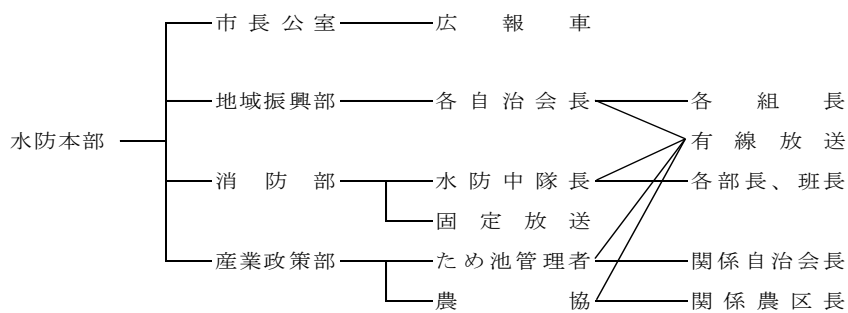 市長公室 広報車
地域振興部 各自治会長 各組長
水防本部 有線放送
消防部 水防中隊長 各部長、班長
固定放送
産業政策部 ため池管理者 関係自治会長
農協 関係農区長